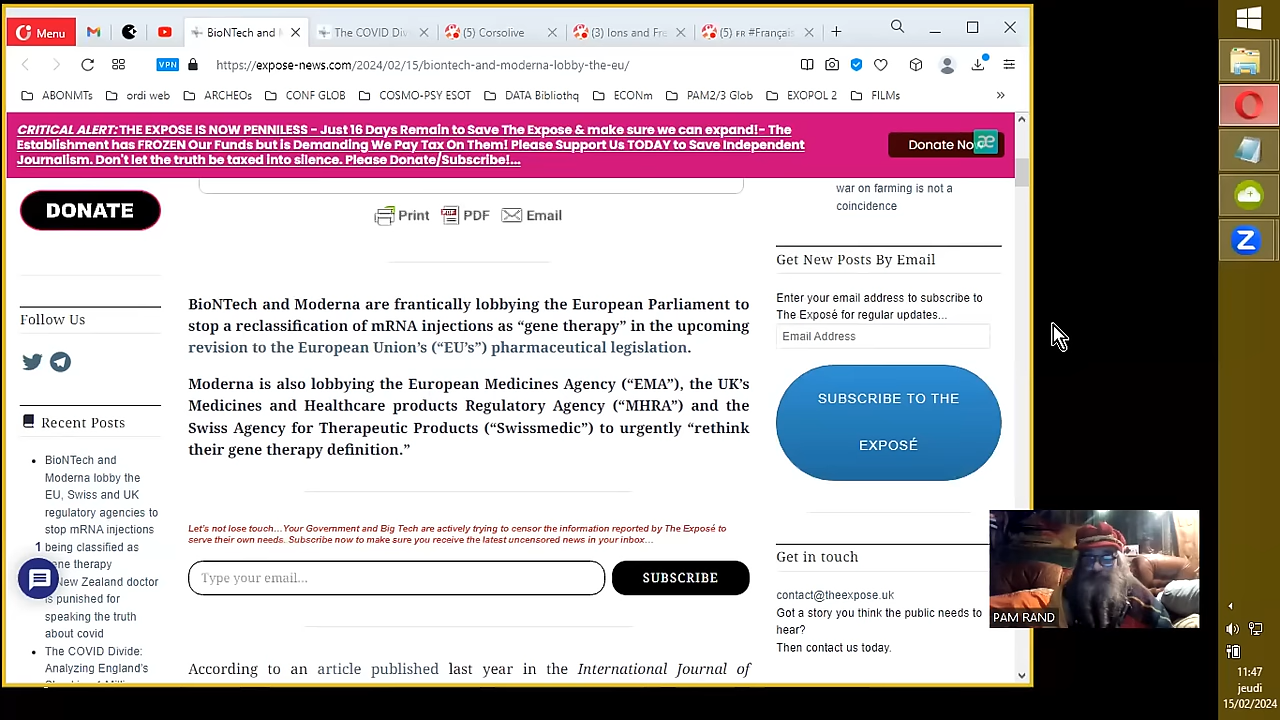 Menu
BioNTech and M
The COVID Div
(5) Corsolive
(3) Ions and Fre
(5) FR #Français
VPN
https://expose-news.com/2024/02/15/biontech-and-moderna-lobby-the-eu/
ABONMTs
ordi web
ARCHEOs
CONF GLOB
COSMO-PSY ESOT
DATA Bibliothq
ECONm
PAM2/3 Glob
EXOPOL 2
FILMs
»
CRITICAL ALERT: THE EXPOSE IS NOW PENNILESS - Just 16 Days Remain to Save The Expose & make sure we can expand!- The
Establishment has FROZEN Our Funds but is Demanding We Pay Tax On Them! Please Support Us TODAY to Save Independent
Journalism. Don't let the truth be taxed into silence. Please Donate/Subscribe!...
Donate No
æ
DONATE
Follow Us
Recent Posts
BioNTech and
Moderna lobby the
EU, Swiss and UK
regulatory agencies to
stop mRNA injections
being classified as
gene therapy
1
New Zealand doctor
is punished for
speaking the truth
about covid
The COVID Divide:
Analyzing England's
Print
PDF
Email
BioNTech and Moderna are frantically lobbying the European Parliament to
stop a reclassification of mRNA injections as “gene therapy” in the upcoming
revision to the European Union’s (“EU’s”) pharmaceutical legislation.
Moderna is also lobbying the European Medicines Agency (“EMA”), the UK’s
Medicines and Healthcare products Regulatory Agency (“MHRA”) and the
Swiss Agency for Therapeutic Products (“Swissmedic”) to urgently “rethink
their gene therapy definition.”
Let's not lose touch…Your Government and Big Tech are actively trying to censor the information reported by The Exposé to
serve their own needs. Subscribe now to make sure you receive the latest uncensored news in your inbox…
Type your email…
SUBSCRIBE
According to an article published last year in the International Journal of
war on farming is not a
coincidence
Get New Posts By Email
Enter your email address to subscribe to
The Exposé for regular updates...
Email Address
SUBSCRIBE TO THE
EXPOSÉ
Get in touch
contact@theexpose.uk
Got a story you think the public needs to
hear?
Then contact us today.
PAM RAND
Z
11:47
jeudi
15/02/2024